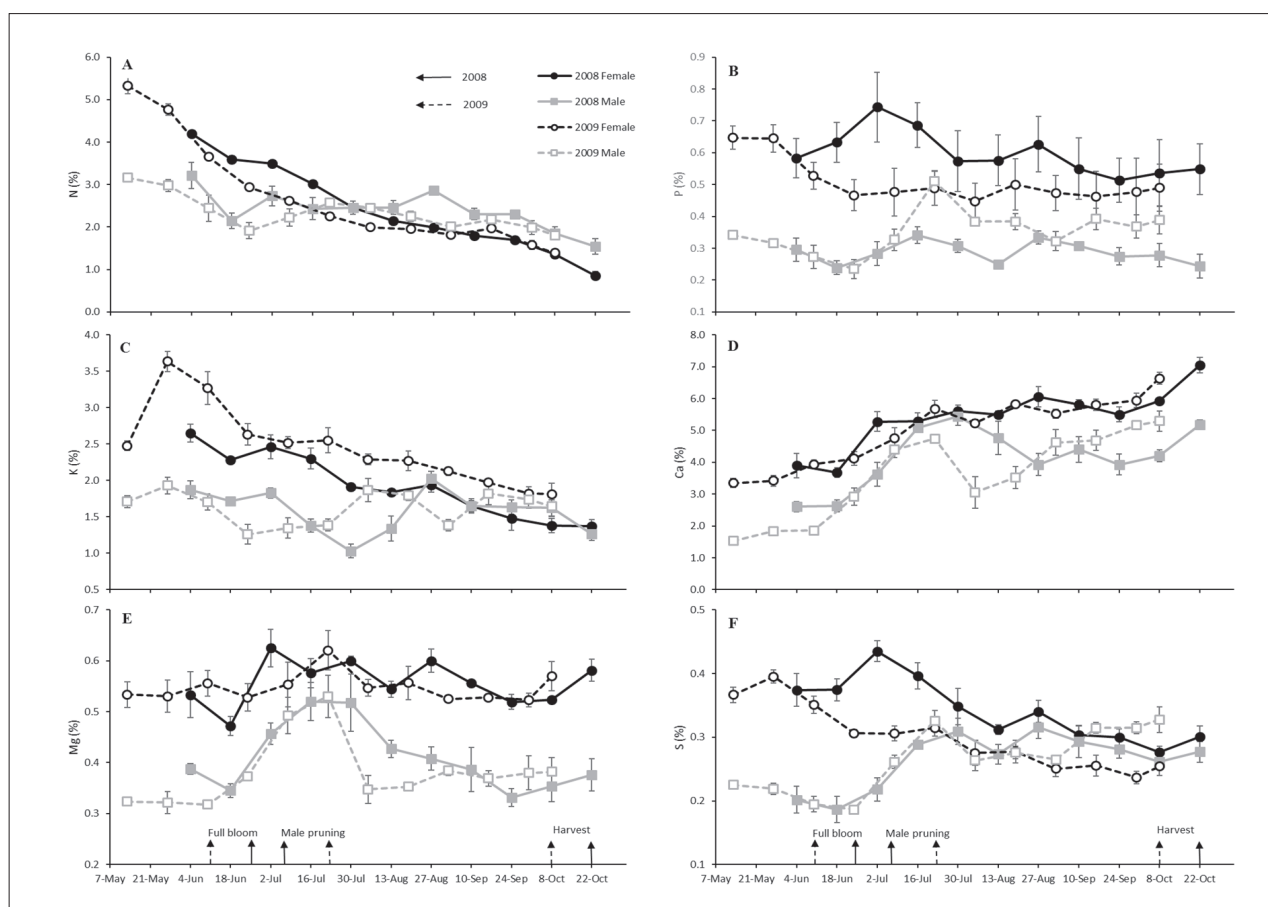 A
N (%)
6.0
5.0
4.0
3.0
2.0
1.0
0.0
2008
2009
2008 Female
2008 Male
2009 Female
2009 Male
B
P (%)
0.9
0.8
0.7
0.6
0.5
0.4
0.3
0.2
0.1
C
K (%)
4.0
3.5
3.0
2.5
2.0
1.5
1.0
0.5
D
Ca (%)
8.0
7.0
6.0
5.0
4.0
3.0
2.0
1.0
0.0
E
Mg (%)
0.7
0.6
0.5
0.4
0.3
0.2
Full bloom
Male pruning
Harvest
7-May 21-May 4-Jun 18-Jun 2-Jul 16-Jul 30-Jul 13-Aug 27-Aug 10-Sep 24-Sep 8-Oct 22-Oct
F
S (%)
0.5
0.4
0.3
0.2
0.1
Full bloom
Male pruning
Harvest
7-May 21-May 4-Jun 18-Jun 2-Jul 16-Jul 30-Jul 13-Aug 27-Aug 10-Sep 24-Sep 8-Oct 22-Oct